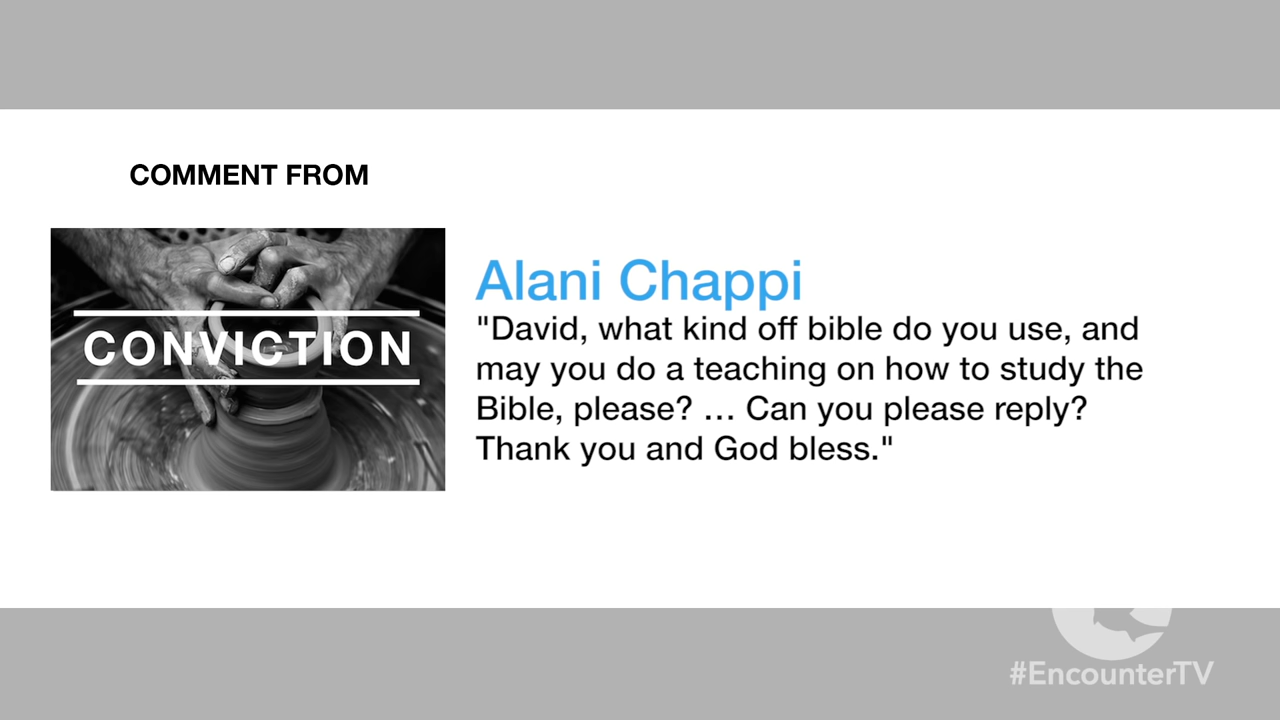 COMMENT FROM
CONVICTION
Alani Chappi
"David, what kind off bible do you use, and
may you do a teaching on how to study the
Bible, please? ... Can you please reply?
Thank you and God bless."
#EncounterTV